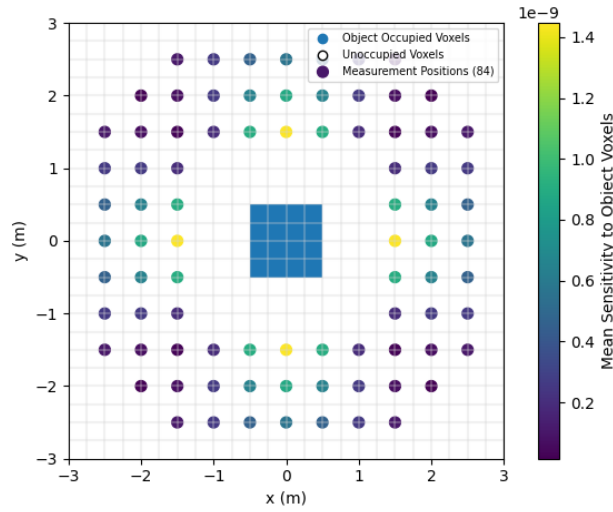 1e−9
Object Occupied Voxels
Unoccupied Voxels
Measurement Positions (84)
3
2
1
0
−1
−2
−3
y (m)
−3 −2 −1 0 1 2 3
x (m)
1.4
1.2
1.0
0.8
0.6
0.4
0.2
Mean Sensitivity to Object Voxels